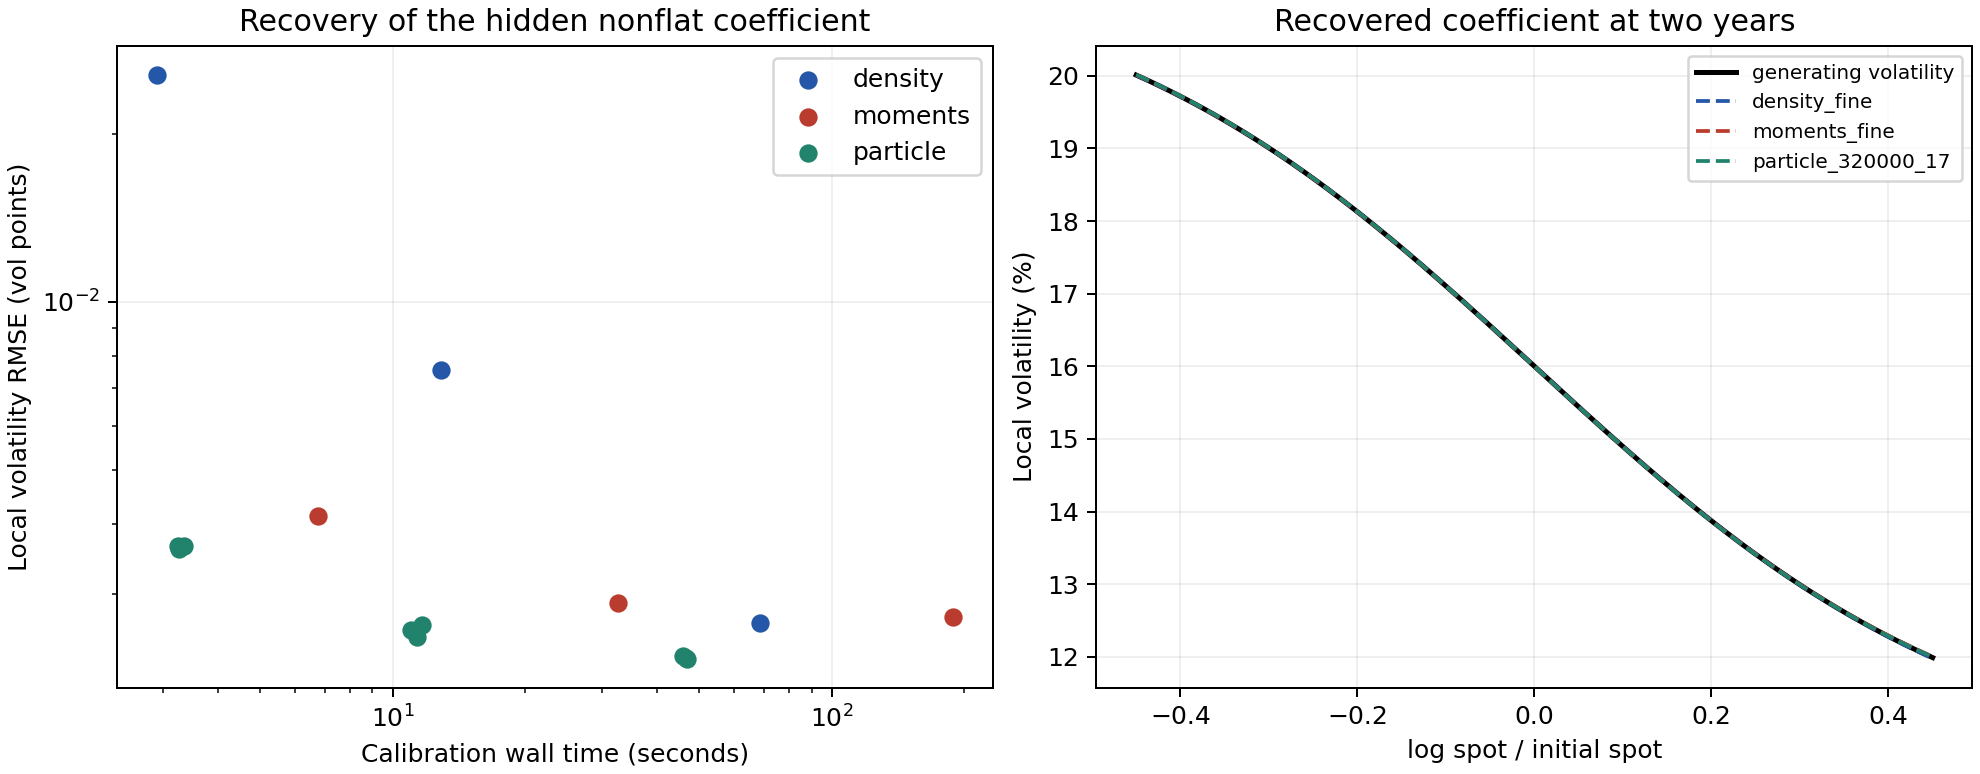 Recovery of the hidden nonflat coefficient
Local volatility RMSE (vol points)
10⁻²
density
moments
particle
10¹
10²
Calibration wall time (seconds)
Recovered coefficient at two years
Local volatility (%)
20
19
18
17
16
15
14
13
12
generating volatility
density_fine
moments_fine
particle_320000_17
−0.4
−0.2
0.0
0.2
0.4
log spot / initial spot